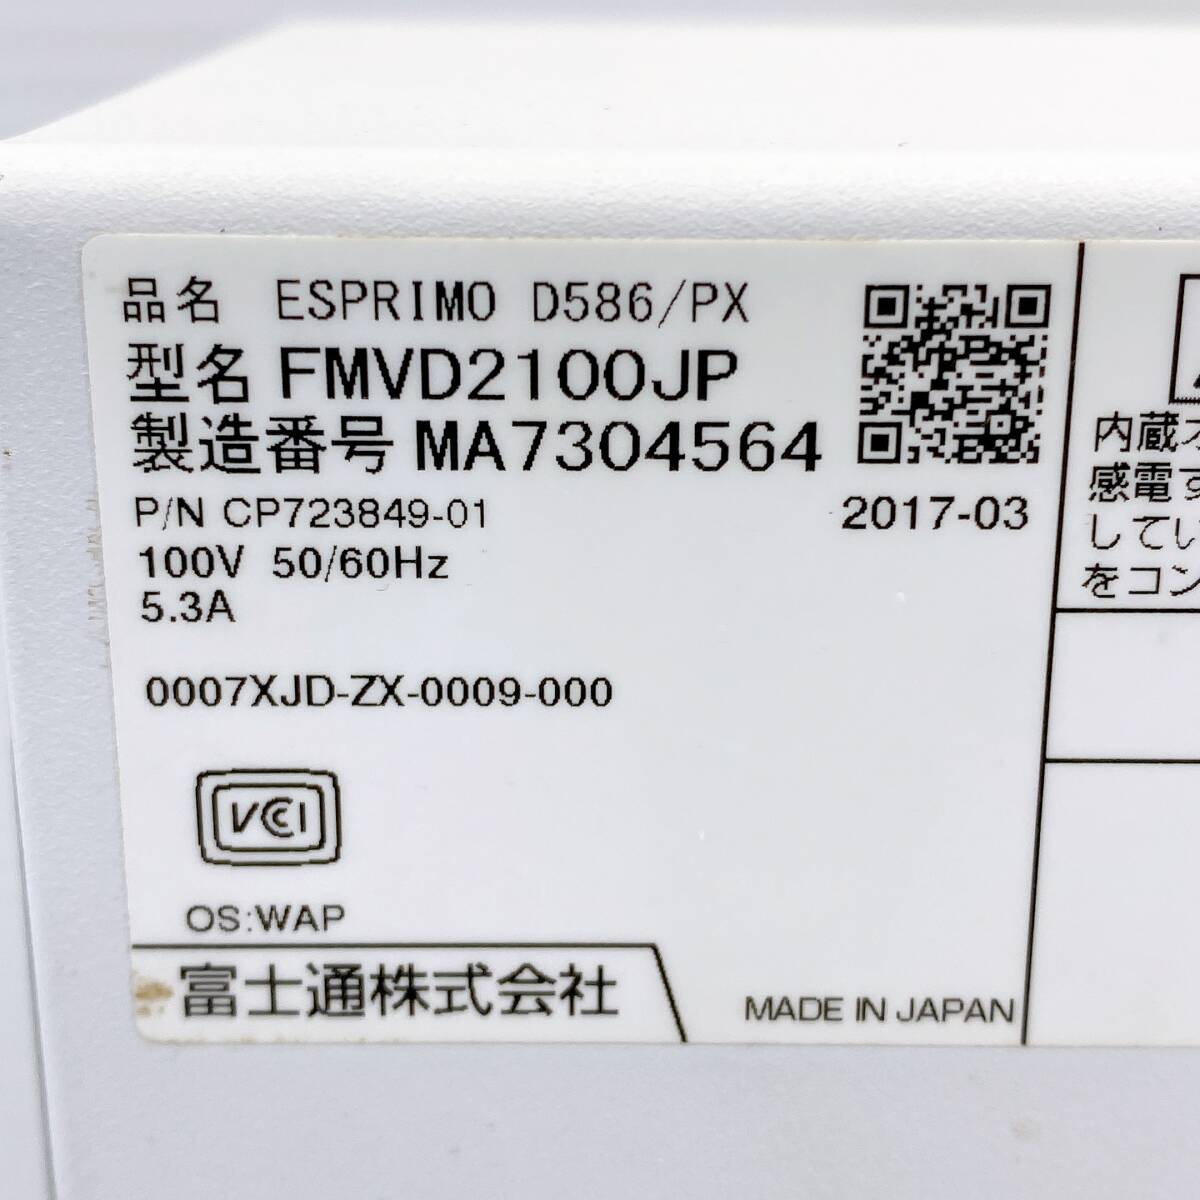 品名 ESPRIMO D586/PX
型名 FMVD2100JP
製造番号 MA7304564
P/N CP723849-01
2017-03
100V 50/60Hz
5.3A
0007XJD-ZX-0009-000
VCI
OS:WAP
富士通株式会社
MADE IN JAPAN
内蔵
感電す
してい
をコン